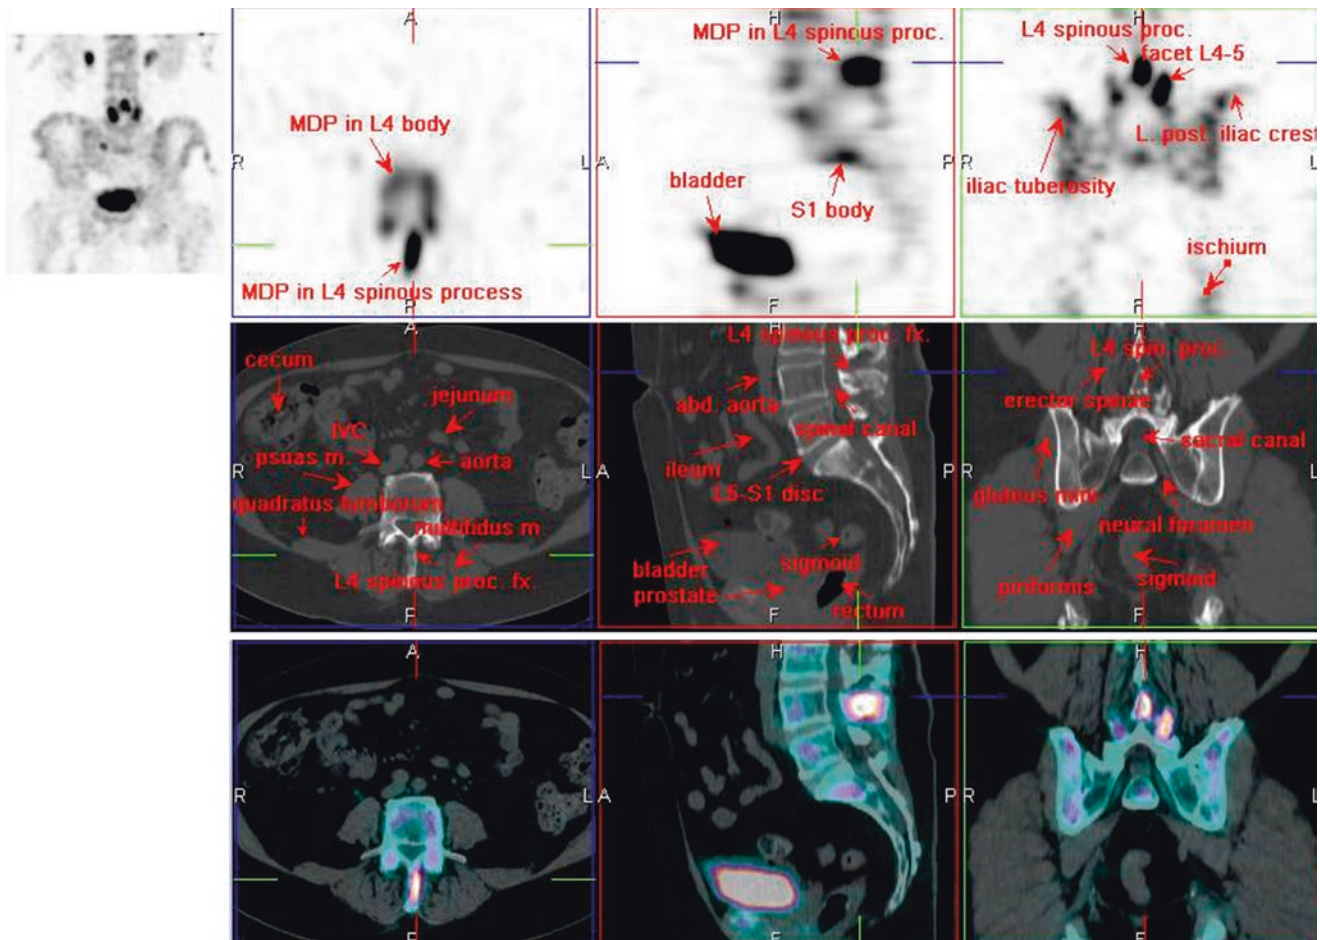 A
MDP in L4 body
R
L
MDP in L4 spinous process
P
H
MDP in L4 spinous proc.
A
P
bladder
S1 body
F
H
L4 spinous proc.
facet L4-5
L. post. iliac crest
R
L
iliac tuberosity
ischium
F
A
cecum
jejunum
IVC
psoas m.
aorta
R
L
quadratus lumborum
multifidus m.
L4 spinous proc. fx.
F
H
L4 spinous proc. fx.
abd. aorta
spinal canal
ileum
L5-S1 disc
sigmoid
bladder
prostate
rectum
F
H
L4 spin. proc.
erector spinae
sacral canal
R
L
gluteus min.
neural foramen
piriformis
sigmoid
F
A
R
L
F
H
A
P
F
H
R
L
F